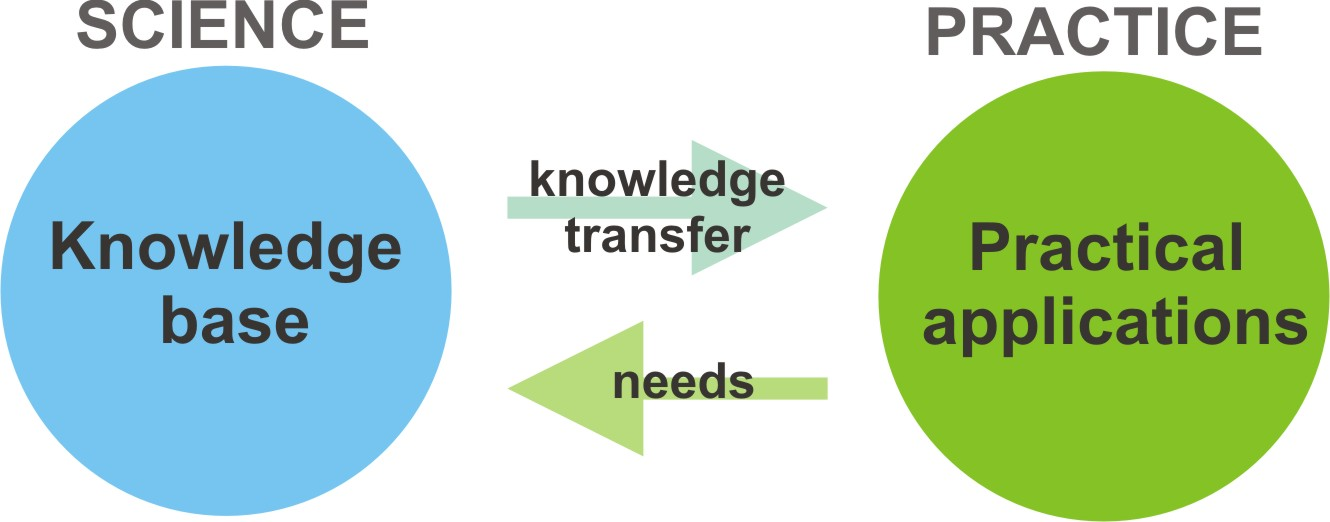 SCIENCE
PRACTICE
Knowledge
base
knowledge
transfer
needs
Practical
applications